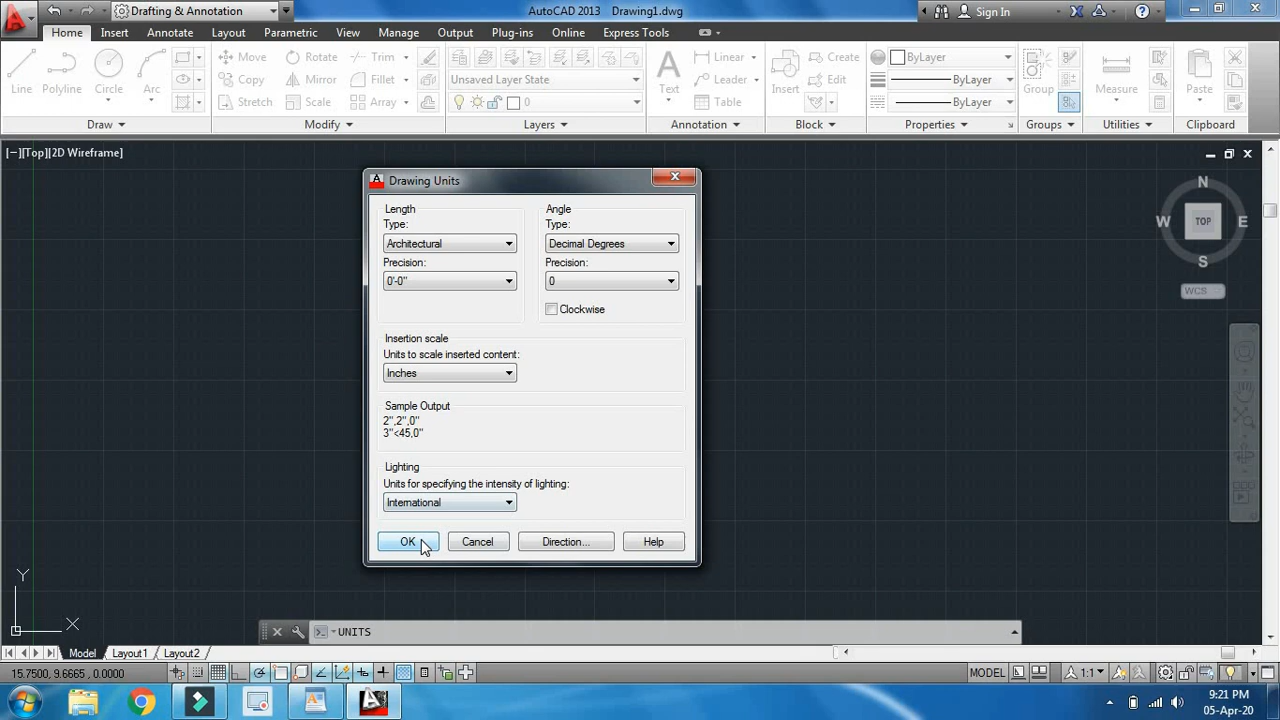 Drafting & Annotation
AutoCAD 2013 Drawing1.dwg
Sign In
Home Insert Annotate Layout Parametric View Manage Output Plug-ins Online Express Tools
Move Rotate Trim
Unsaved Layer State
Linear
Create
ByLayer
Line Polyline Circle Arc
Copy Mirror Fillet
Text
Leader
Insert
Edit
ByLayer
Group
Measure
Paste
Stretch Scale Array
0
Table
ByLayer
Draw Modify Layers Annotation Block Properties Groups Utilities Clipboard
[−][Top][2D Wireframe]
N
W TOP E
S
WCS
Drawing Units
Length
Type:
Architectural
Precision:
0'-0"
Angle
Type:
Decimal Degrees
Precision:
0
Clockwise
Insertion scale
Units to scale inserted content:
Inches
Sample Output
2",2",0"
3"<45,0"
Lighting
Units for specifying the intensity of lighting:
International
OK Cancel Direction... Help
Y
X
UNITS
Model Layout1 Layout2
15.7500, 9.6665, 0.0000
MODEL
1:1
9:21 PM
05-Apr-20